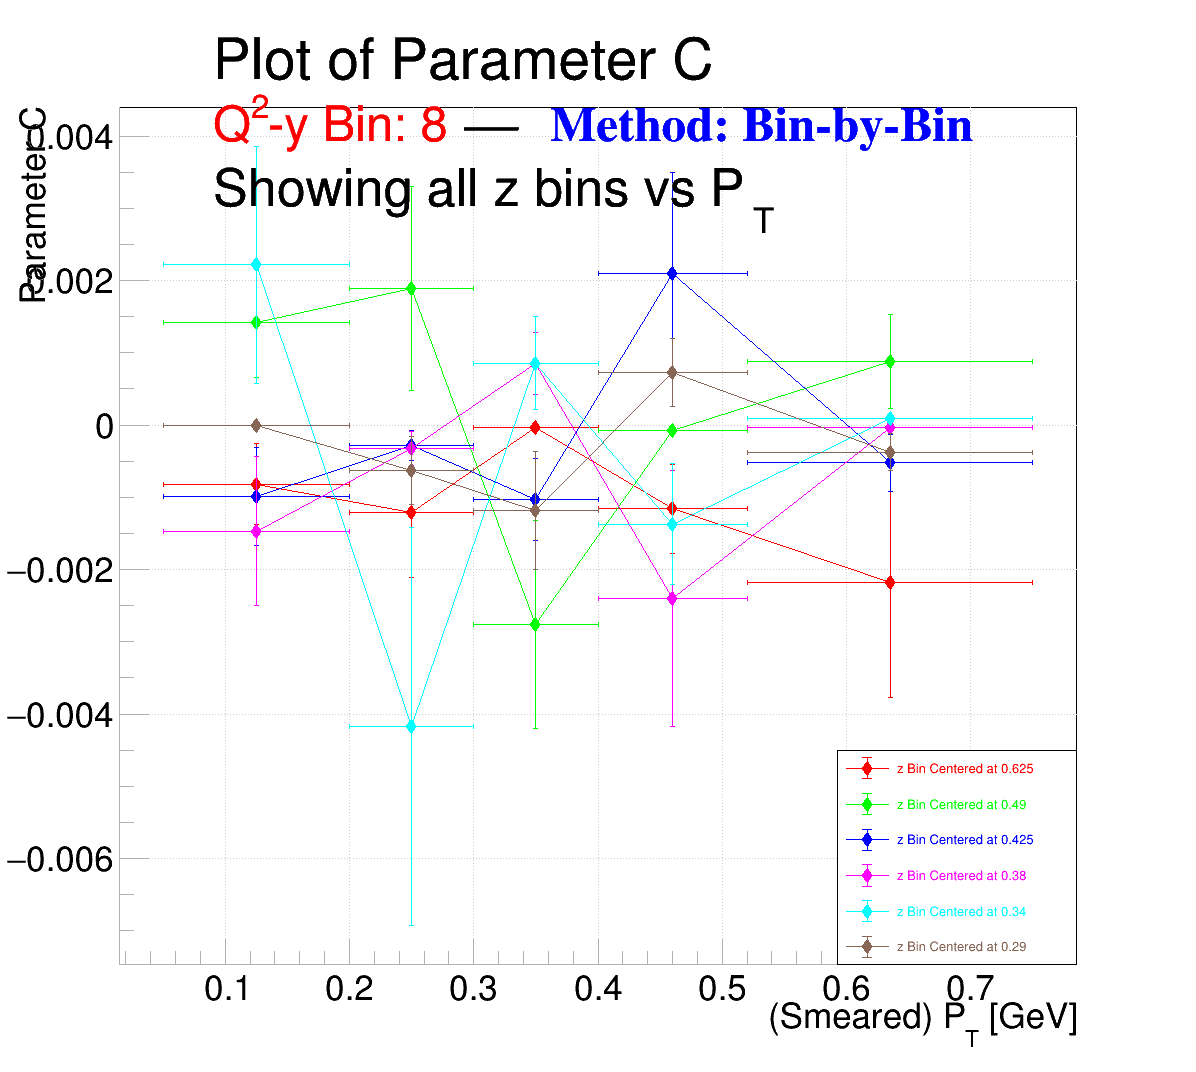 Plot of Parameter C
Q²-y Bin: 8 — Method: Bin-by-Bin
Showing all z bins vs P_T
Parameter C
0.004
0.002
0
−0.002
−0.004
−0.006
z Bin Centered at 0.625
z Bin Centered at 0.49
z Bin Centered at 0.425
z Bin Centered at 0.38
z Bin Centered at 0.34
z Bin Centered at 0.29
0.1 0.2 0.3 0.4 0.5 0.6 0.7
(Smeared) P_T [GeV]